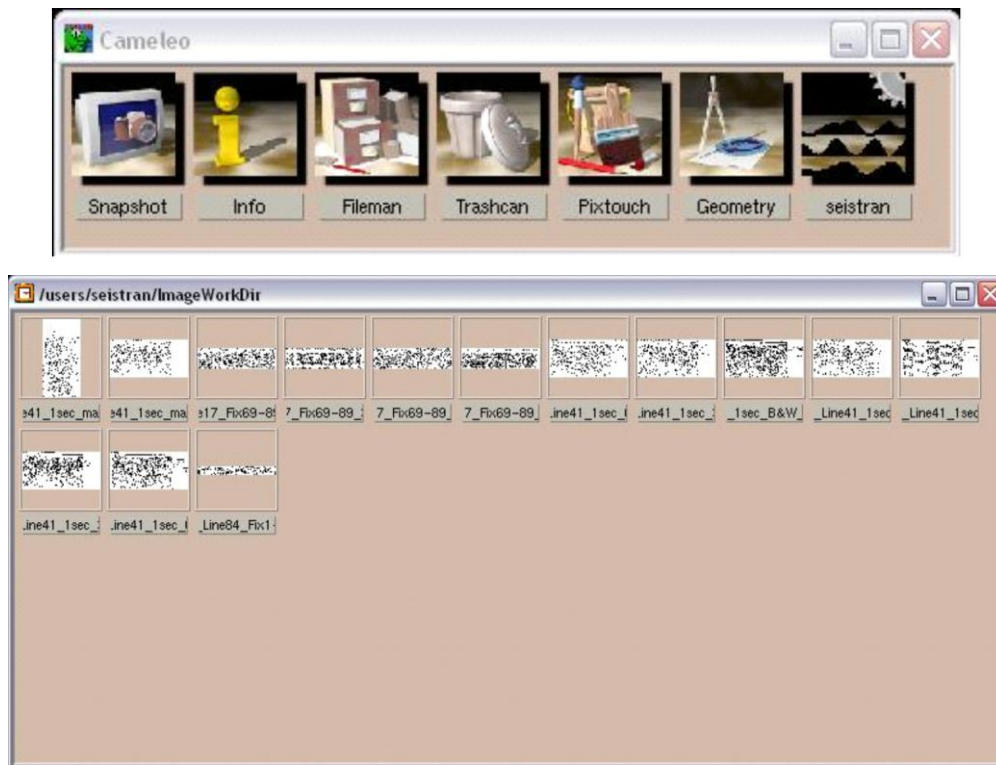 Cameleo
Snapshot Info Fileman Trashcan Pixtouch Geometry seistran
/users/seistran/ImageWorkDir
e41_1sec_ma e41_1sec_ma e17_Fix69-89 7_Fix69-89_ 7_Fix69-89_ 7_Fix69-89_ ine41_1sec_ ine41_1sec_ _1sec_B&W_ _Line41_1sec _Line41_1sec
ine41_1sec_ ine41_1sec_ _Line84_Fix1-